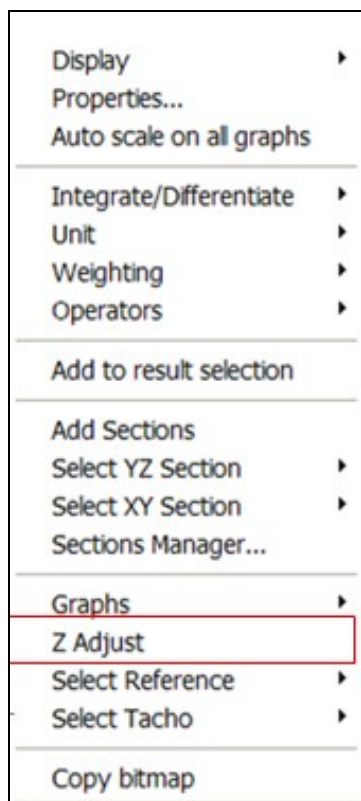 Display
Properties...
Auto scale on all graphs
Integrate/Differentiate
Unit
Weighting
Operators
Add to result selection
Add Sections
Select YZ Section
Select XY Section
Sections Manager...
Graphs
Z Adjust
Select Reference
Select Tacho
Copy bitmap